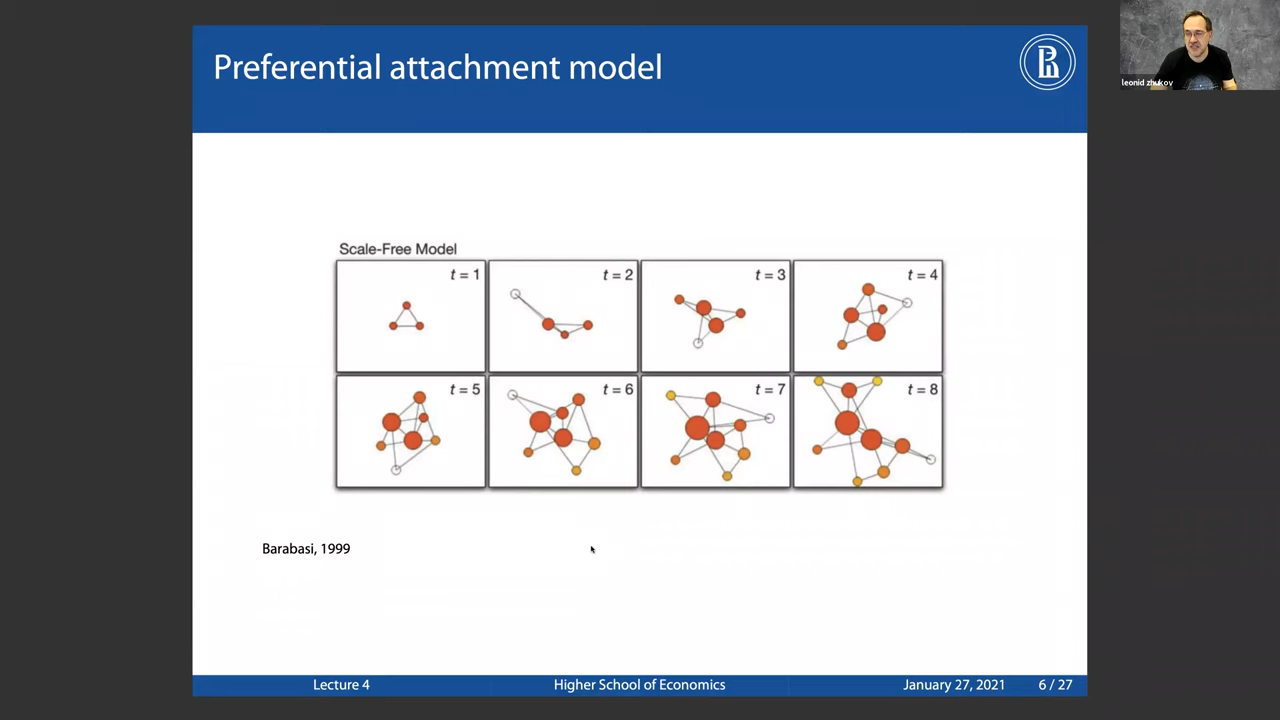 Preferential attachment model
leonid zhukov
Scale-Free Model
t = 1
t = 2
t = 3
t = 4
t = 5
t = 6
t = 7
t = 8
Barabasi, 1999
Lecture 4
Higher School of Economics
January 27, 2021
6 / 27